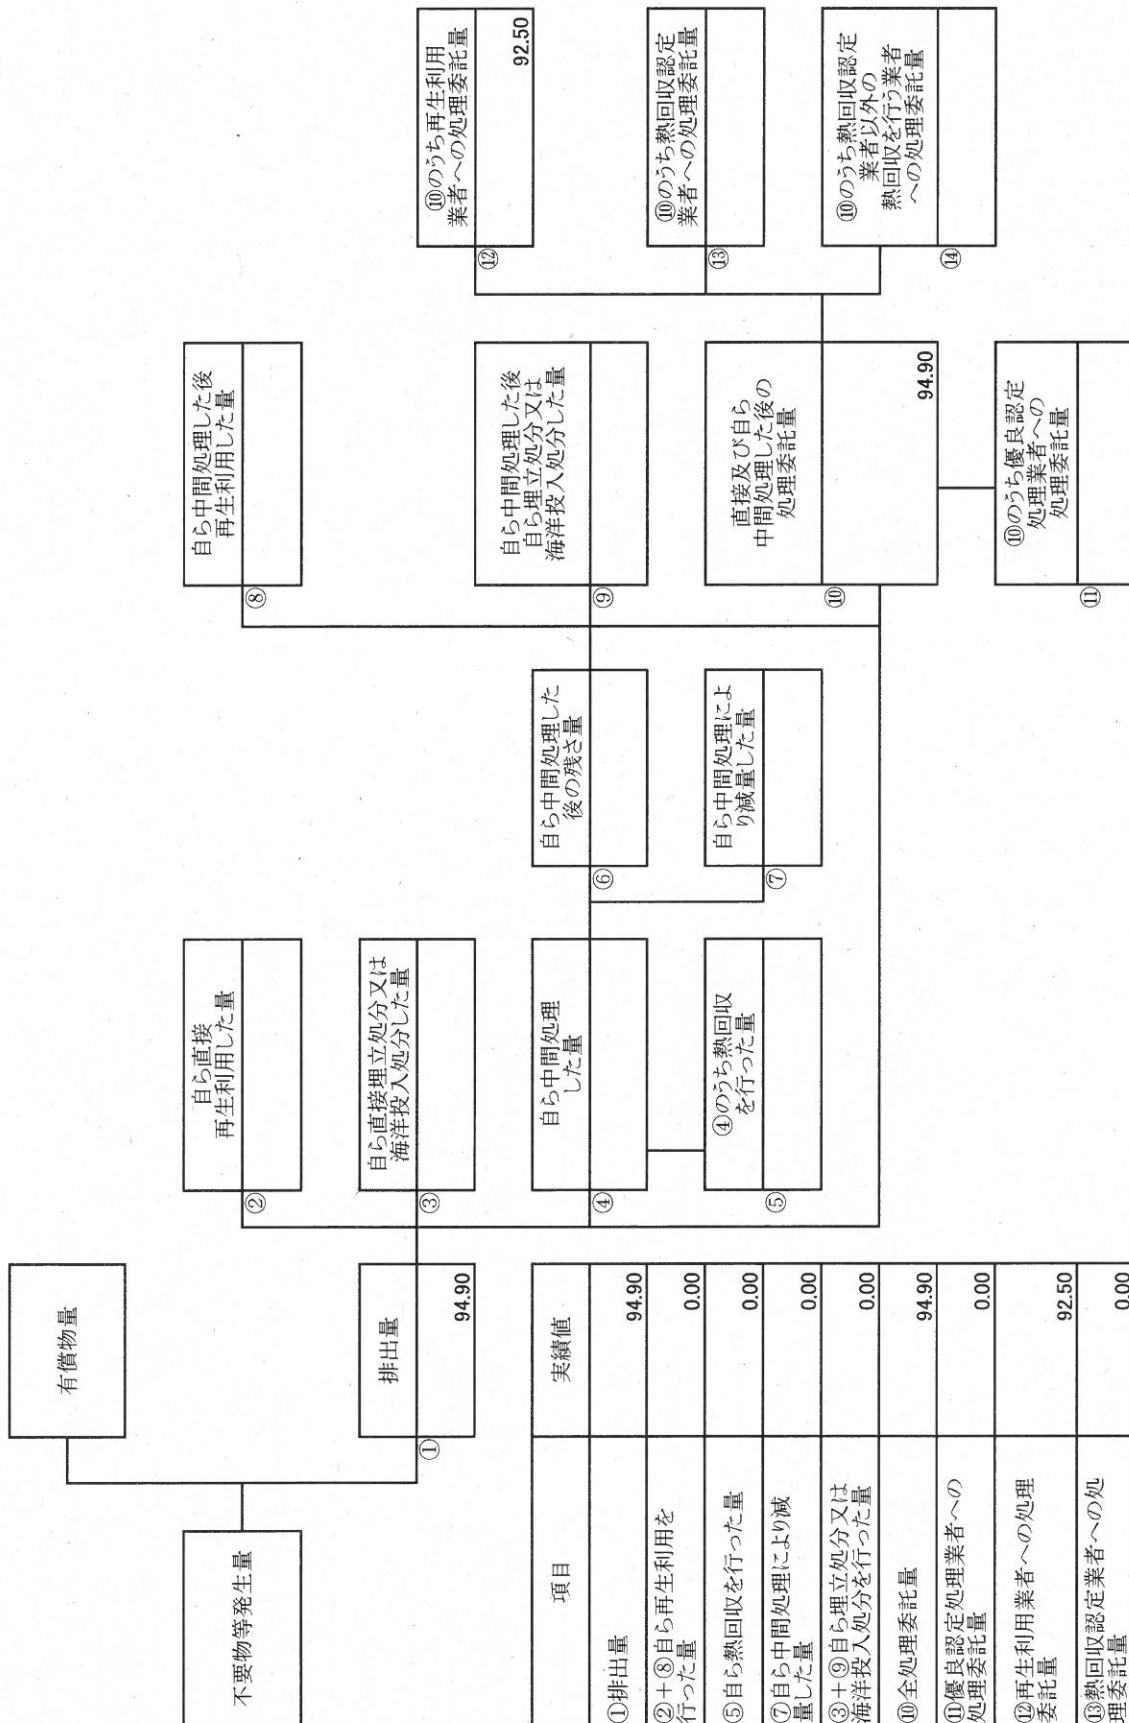 不要物等発生量
有償物量
①
排出量
94.90
②
自ら直接
再生利用した量
③
自ら直接埋立処分又は
海洋投入処分した量
④
自ら中間処理
した量
⑤
④のうち熱回収
を行った量
⑥
自ら中間処理した
後の残さ量
⑦
自ら中間処理によ
り減量した量
⑧
自ら中間処理した後
再生利用した量
⑨
自ら中間処理した後
自ら埋立処分又は
海洋投入処分した量
⑩
直接及び自ら
中間処理した後の
処理委託量
94.90
⑪
⑩のうち優良認定
処理業者への
処理委託量
⑫
⑩のうち再生利用
業者への処理委託量
92.50
⑬
⑩のうち熱回収認定
業者への処理委託量
⑭
⑩のうち熱回収認定
業者以外の
熱回収を行う業者
への処理委託量
項目 実績値
①排出量 94.90
②+⑧自ら再生利用を
行った量 0.00
⑤自ら熱回収を行った量 0.00
⑦自ら中間処理により減
量した量 0.00
③+⑨自ら埋立処分又は
海洋投入処分を行った量 0.00
⑩全処理委託量 94.90
⑪優良認定処理業者への
処理委託量 0.00
⑫再生利用業者への処理
委託量 92.50
⑬熱回収認定業者への処
理委託量 0.00